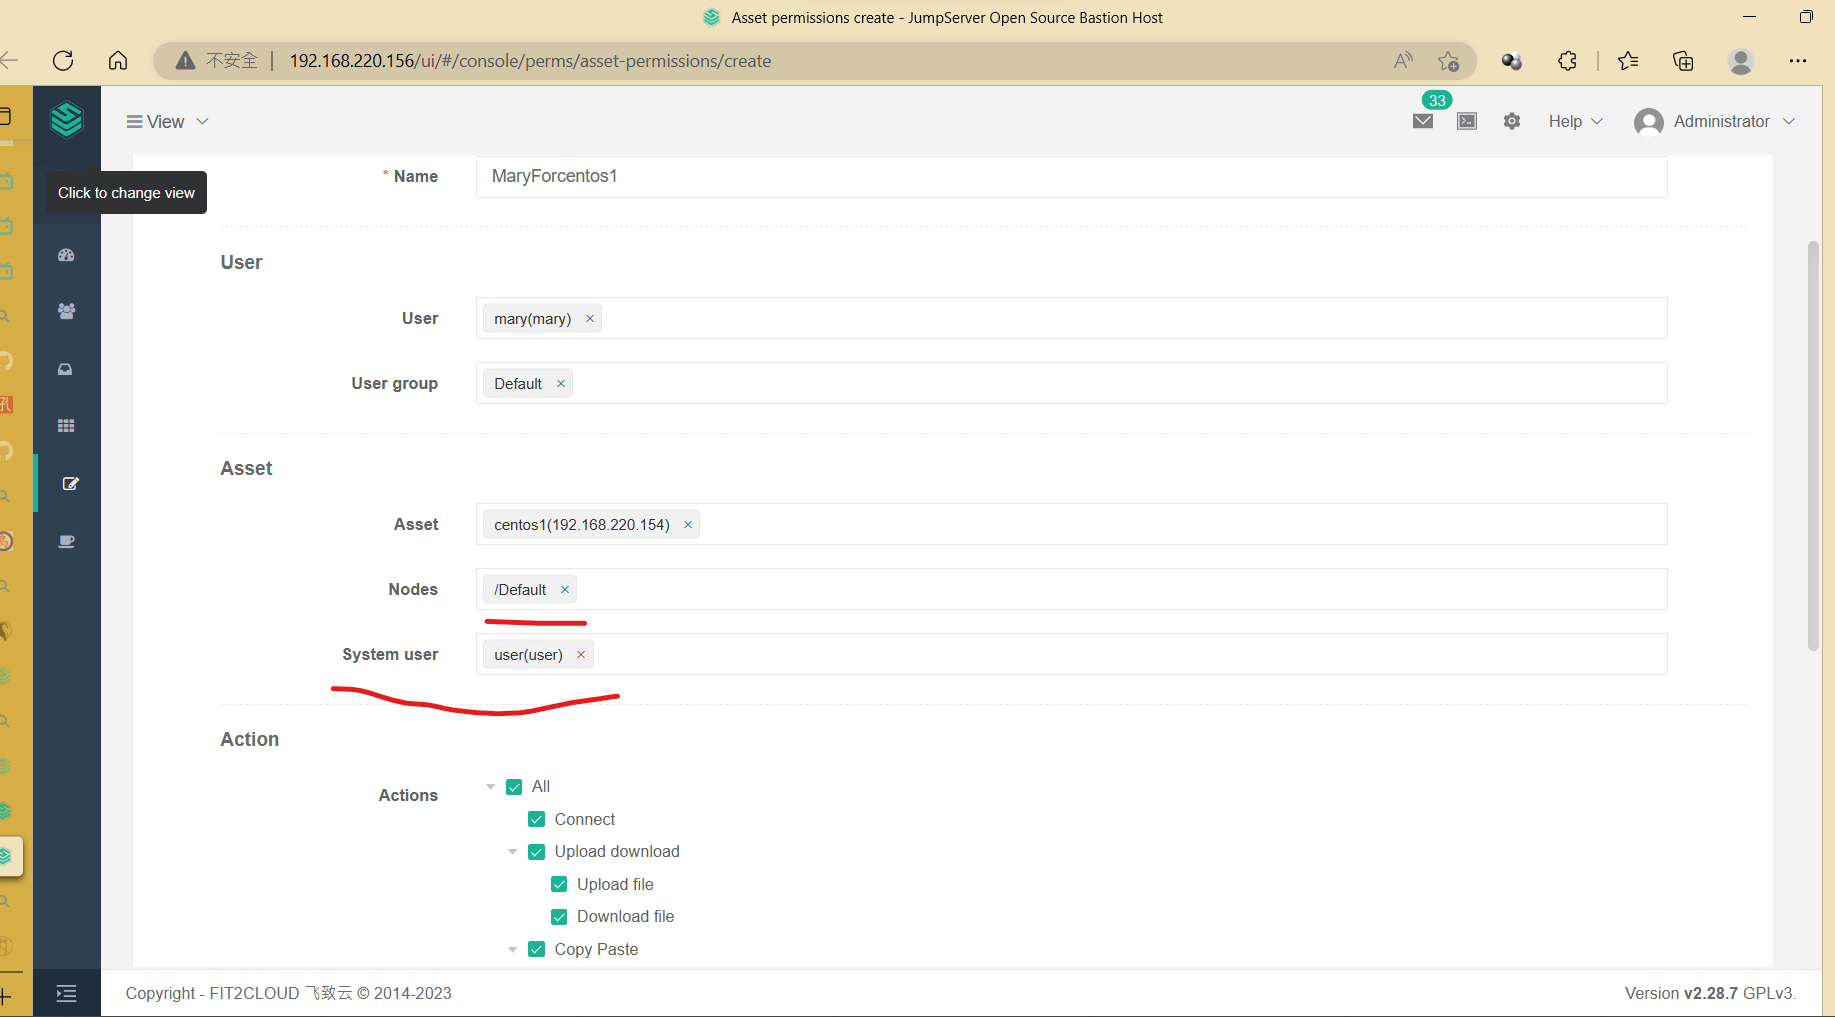 Asset permissions create - JumpServer Open Source Bastion Host
不安全 192.168.220.156/ui/#/console/perms/asset-permissions/create
View 33 Help Administrator
Click to change view
* Name MaryForcentos1
User
User mary(mary) ×
User group Default ×
Asset
Asset centos1(192.168.220.154) ×
Nodes /Default ×
System user user(user) ×
Action
Actions All
Connect
Upload download
Upload file
Download file
Copy Paste
Copyright - FIT2CLOUD 飞致云 © 2014-2023
Version v2.28.7 GPLv3.